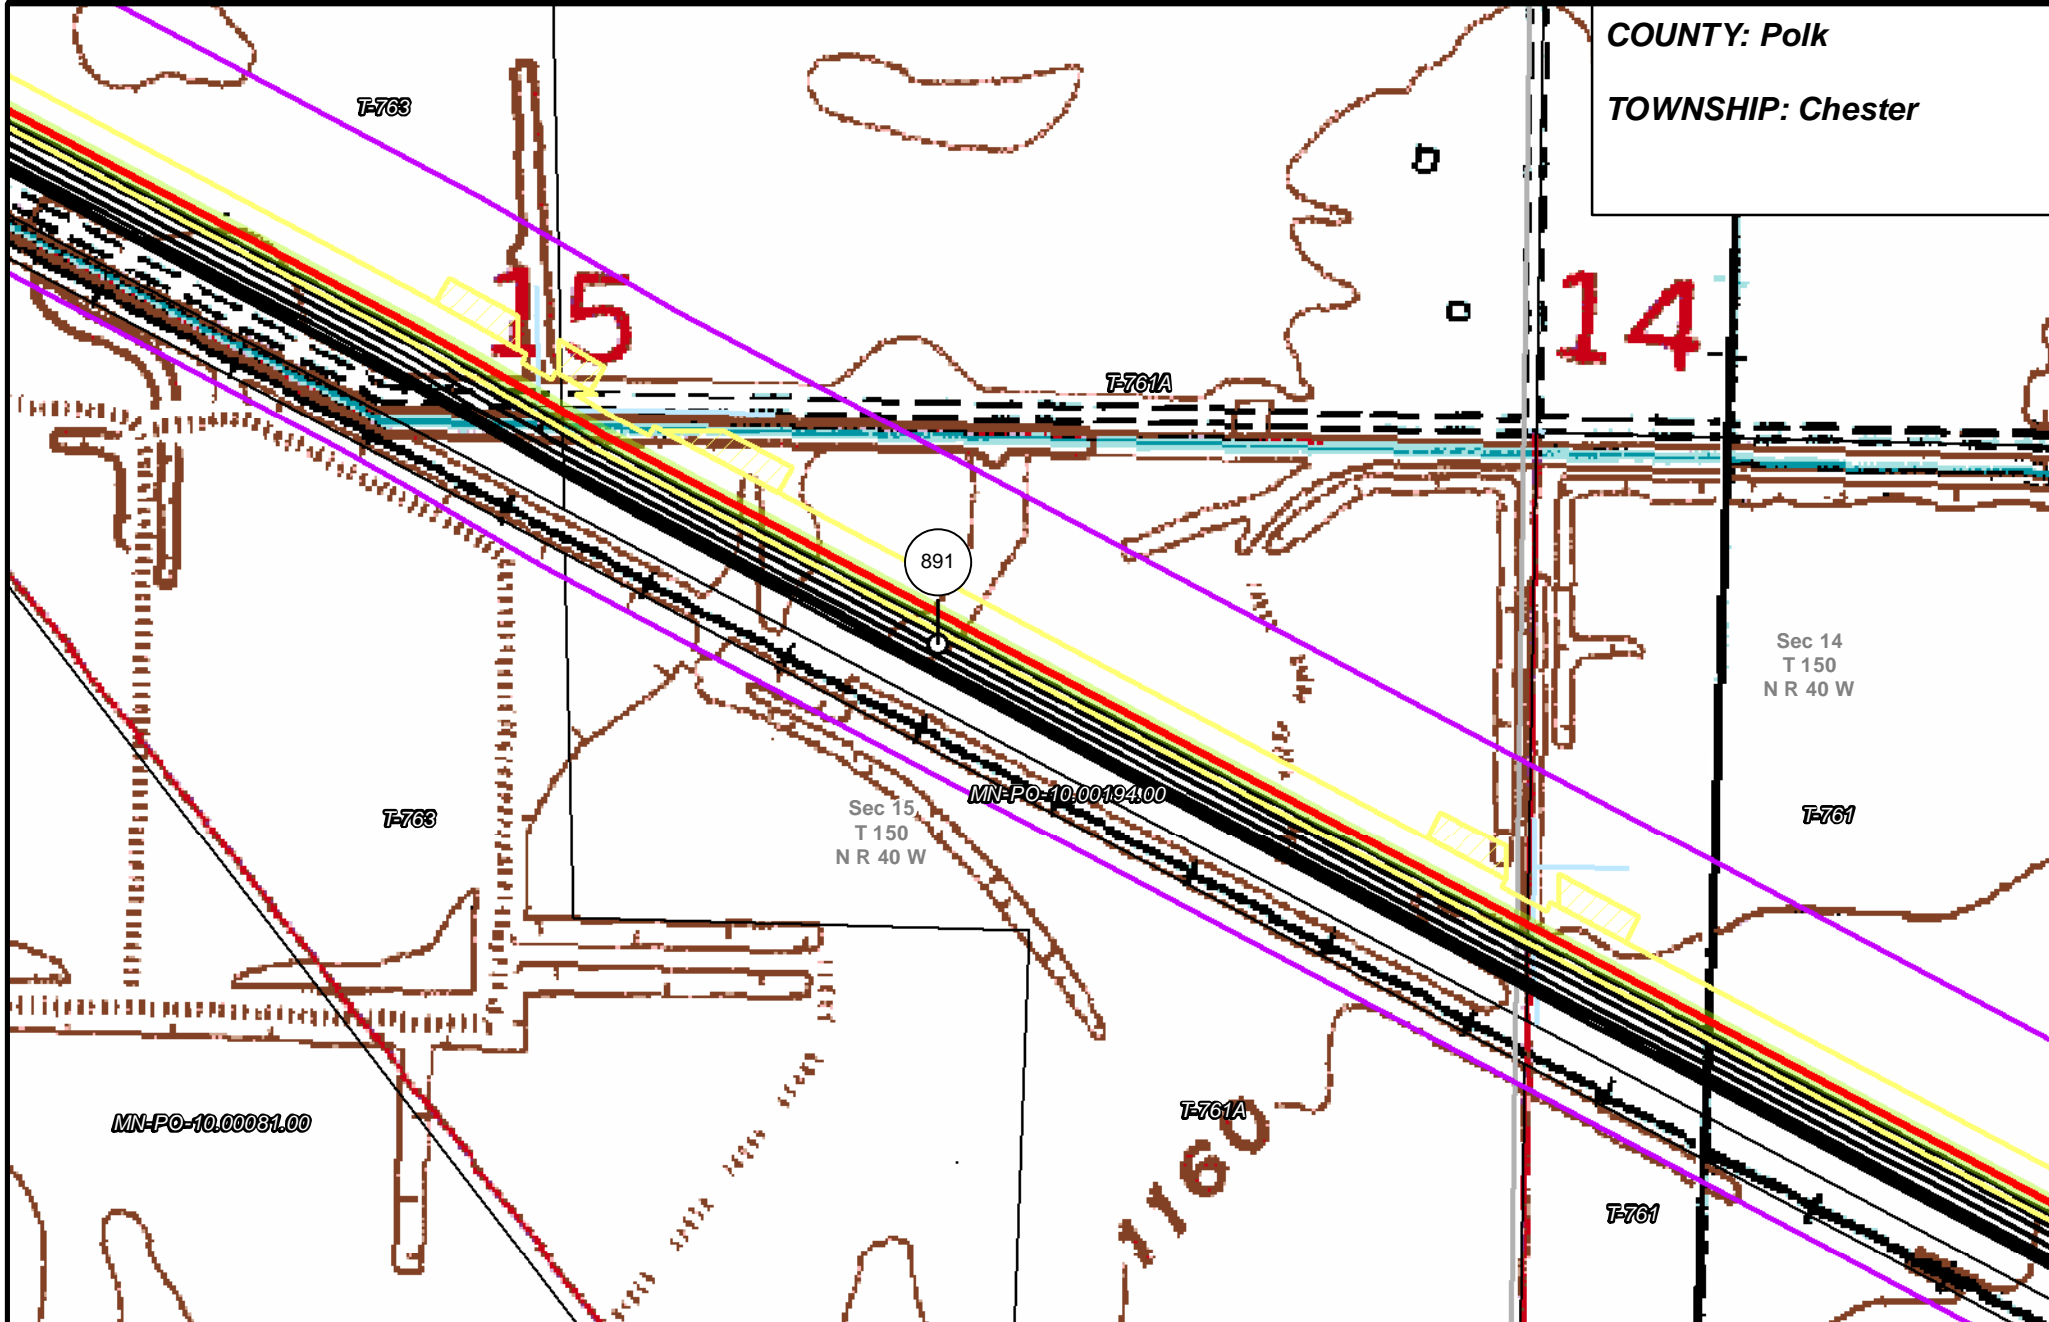 COUNTY: Polk
TOWNSHIP: Chester
T-763
15
14
T-761A
891
Sec 14
T 150
N R 40 W
MN-PO-10.00194.00
Sec 15
T 150
N R 40 W
T-763
T-761
MN-PO-10.00081.00
T-761A
1160
T-761